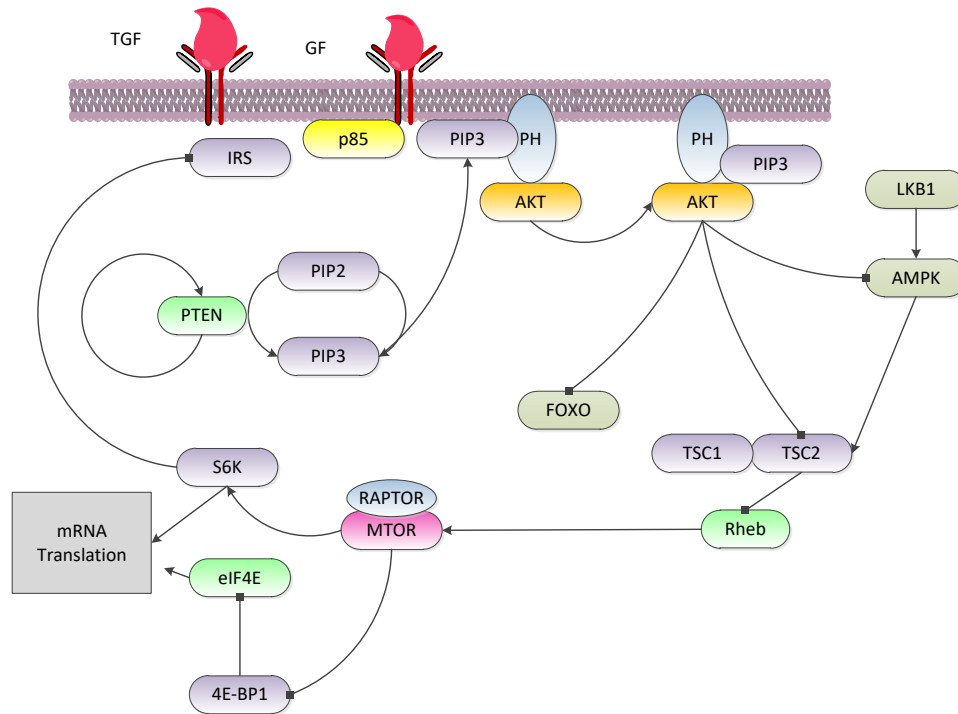 TGF
GF
p85
PIP3
PH
PH
IRS
PIP3
AKT
AKT
LKB1
PIP2
AMPK
PTEN
PIP3
FOXO
TSC1
TSC2
S6K
RAPTOR
MTOR
Rheb
mRNA
Translation
eIF4E
4E-BP1